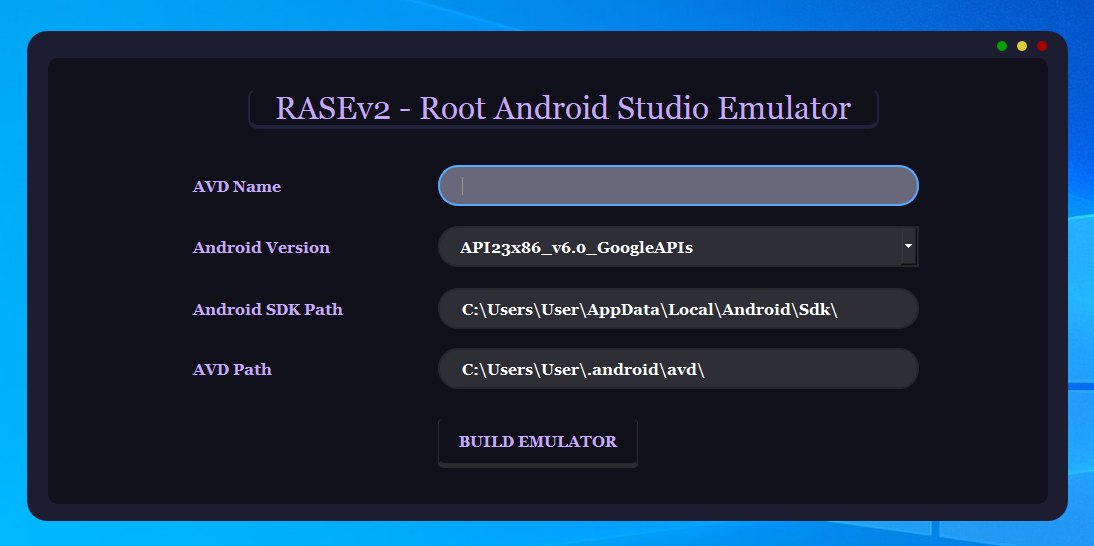 RASEv2 - Root Android Studio Emulator
AVD Name
Android Version API23x86_v6.0_GoogleAPIs
Android SDK Path C:\Users\User\AppData\Local\Android\Sdk\
AVD Path C:\Users\User\.android\avd\
BUILD EMULATOR